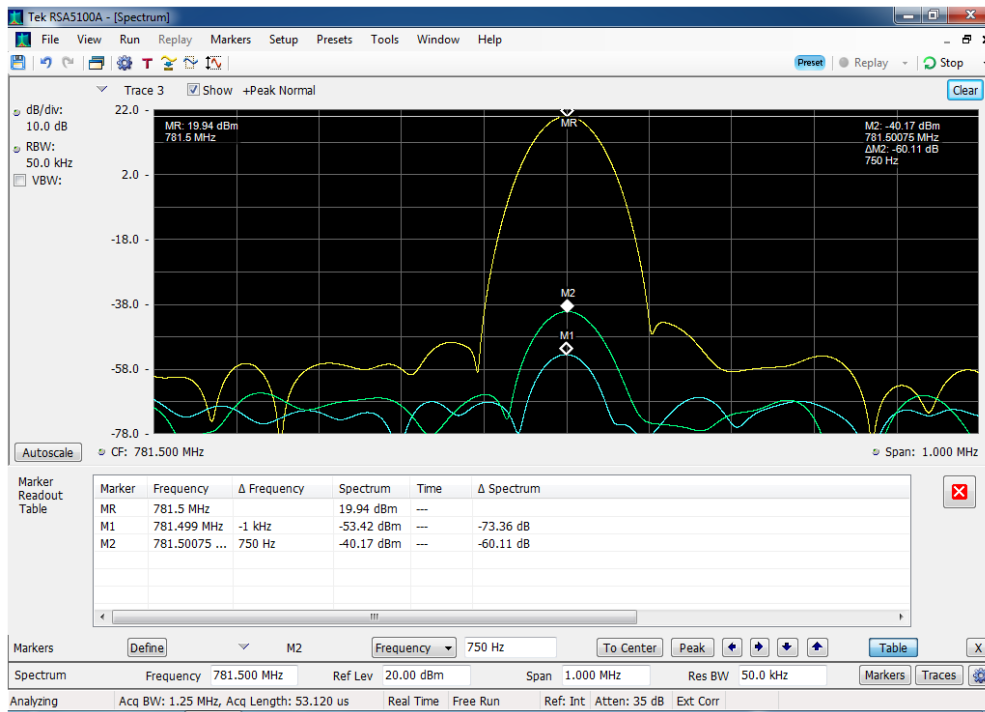 Tek RSA5100A - [Spectrum]
File View Run Replay Markers Setup Presets Tools Window Help
T Preset Replay Stop
Trace 3 Show +Peak Normal Clear
dB/div:
10.0 dB
RBW:
50.0 kHz
VBW:
22.0 -
2.0 -
-18.0 -
-38.0 -
-58.0 -
-78.0 -
MR: 19.94 dBm
781.5 MHz
MR
M2: -40.17 dBm
781.50075 MHz
ΔM2: -60.11 dB
750 Hz
M2
M1
Autoscale CF: 781.500 MHz Span: 1.000 MHz
Marker
Readout
Table
Marker Frequency Δ Frequency Spectrum Time Δ Spectrum
MR 781.5 MHz 19.94 dBm ---
M1 781.499 MHz -1 kHz -53.42 dBm --- -73.36 dB
M2 781.50075 ... 750 Hz -40.17 dBm --- -60.11 dB
Markers Define M2 Frequency 750 Hz To Center Peak Table X
Spectrum Frequency 781.500 MHz Ref Lev 20.00 dBm Span 1.000 MHz Res BW 50.0 kHz Markers Traces
Analyzing Acq BW: 1.25 MHz, Acq Length: 53.120 us Real Time Free Run Ref: Int Atten: 35 dB Ext Corr